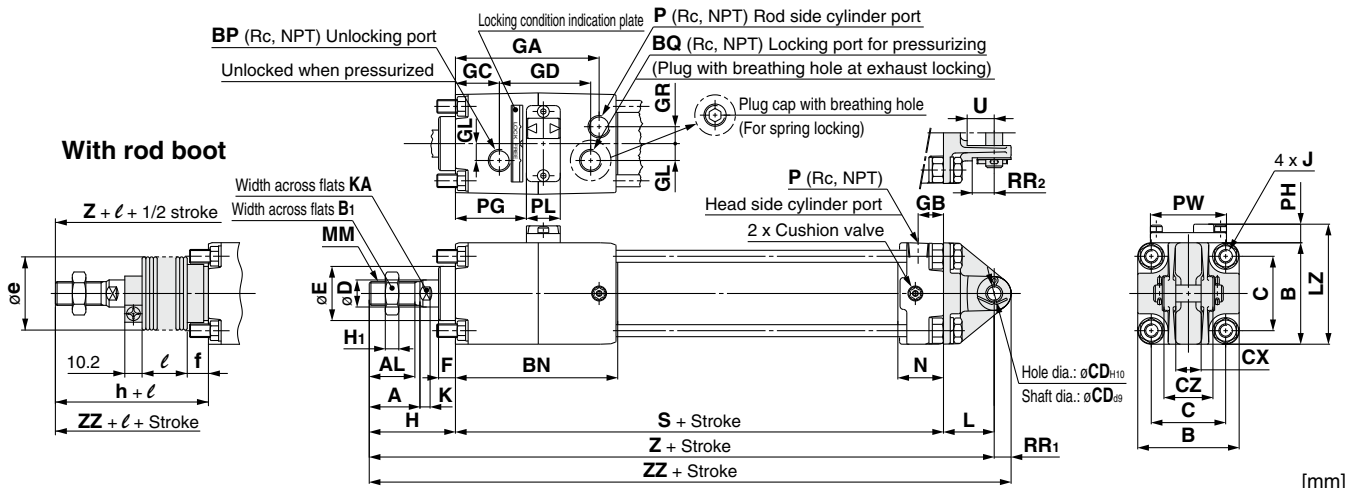 Locking condition indication plate
P (Rc, NPT) Rod side cylinder port
BP (Rc, NPT) Unlocking port
GA
BQ (Rc, NPT) Locking port for pressurizing
Unlocked when pressurized
GC
GD
(Plug with breathing hole at exhaust locking)
GR
Plug cap with breathing hole
(For spring locking)
U
GL
GL
With rod boot
RR2
4 x J
PH
Width across flats KA
PG
PL
P (Rc, NPT)
GB
PW
Z + ℓ + 1/2 stroke
Width across flats B1
Head side cylinder port
MM
2 x Cushion valve
øe
øE
øD
C
B
LZ
H1
10.2
ℓ
f
AL
F
BN
N
Hole dia.: øCDH10
Shaft dia.: øCDd9
CX
CZ
h + ℓ
A
K
C
ZZ + ℓ + Stroke
H
S + Stroke
L
B
Z + Stroke
RR1
ZZ + Stroke
[mm]